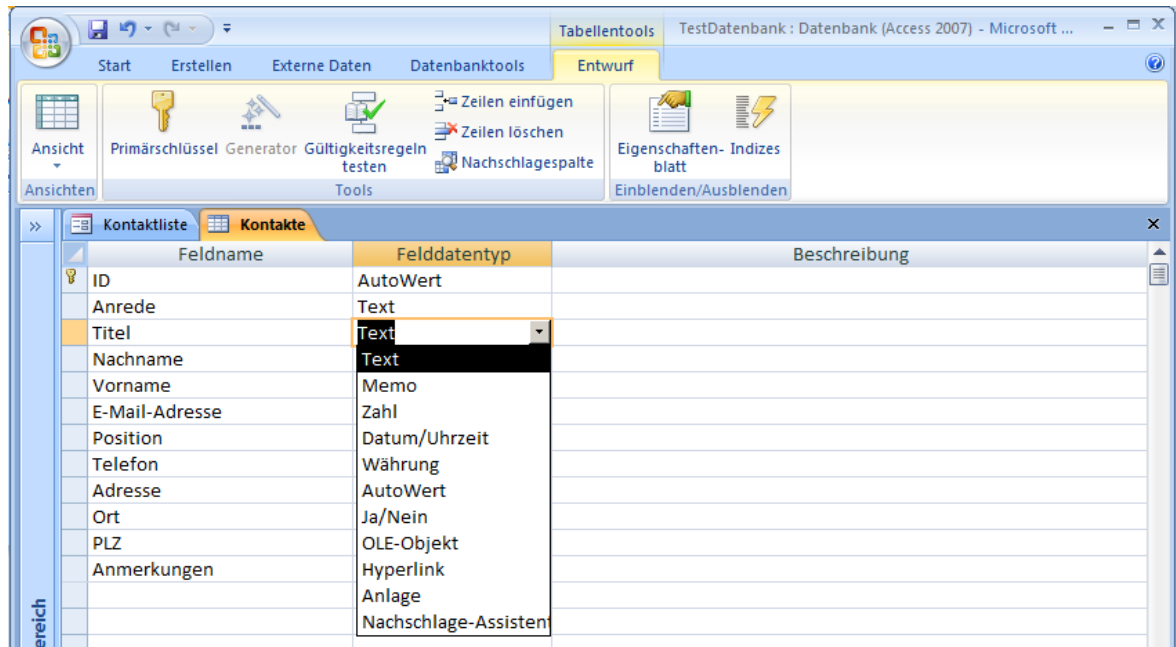 Tabellentools TestDatenbank : Datenbank (Access 2007) - Microsoft ...
Start Erstellen Externe Daten Datenbanktools Entwurf
Ansicht
Primärschlüssel
Generator
Gültigkeitsregeln
testen
Zeilen einfügen
Zeilen löschen
Nachschlagespalte
Eigenschaften-
blatt
Indizes
Ansichten Tools Einblenden/Ausblenden
Kontaktliste Kontakte
Feldname Felddatentyp Beschreibung
ID AutoWert
Anrede Text
Titel Text
Nachname Text
Vorname Memo
E-Mail-Adresse Zahl
Position Datum/Uhrzeit
Telefon Währung
Adresse AutoWert
Ort Ja/Nein
PLZ OLE-Objekt
Anmerkungen Hyperlink
Anlage
Nachschlage-Assistent
ereich